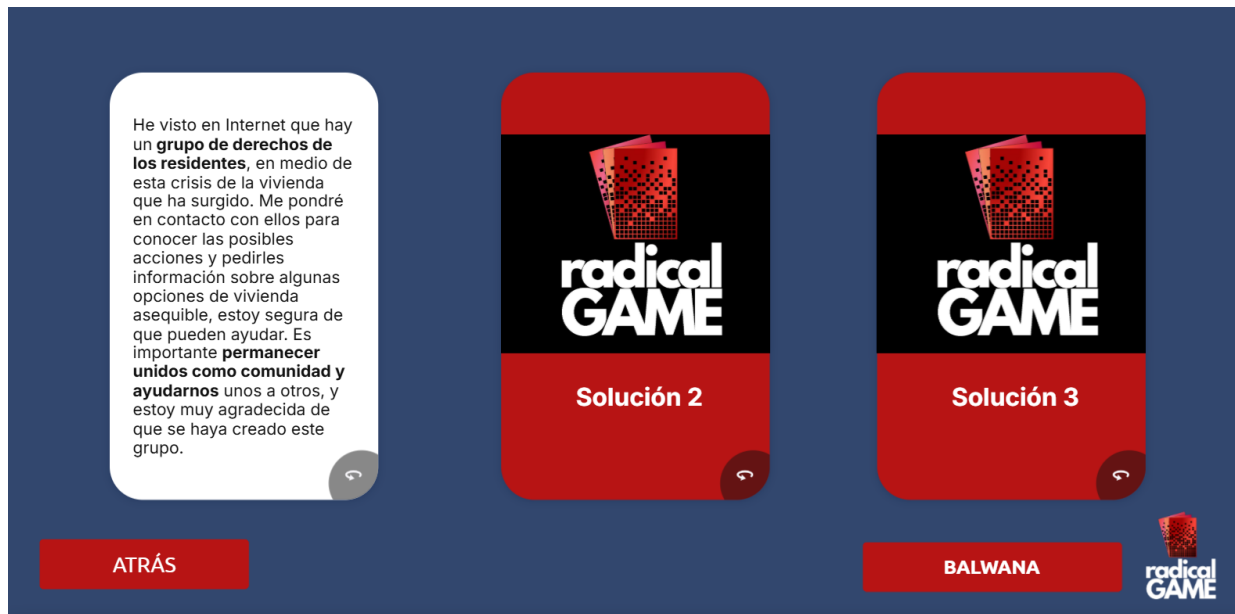 He visto en Internet que hay
un grupo de derechos de
los residentes, en medio de
esta crisis de la vivienda
que ha surgido. Me pondré
en contacto con ellos para
conocer las posibles
acciones y pedirles
información sobre algunas
opciones de vivienda
asequible, estoy segura de
que pueden ayudar. Es
importante permanecer
unidos como comunidad y
ayudarnos unos a otros, y
estoy muy agradecida de
que se haya creado este
grupo.
radical
GAME
Solución 2
radical
GAME
Solución 3
ATRÁS
BALWANA
radical
GAME